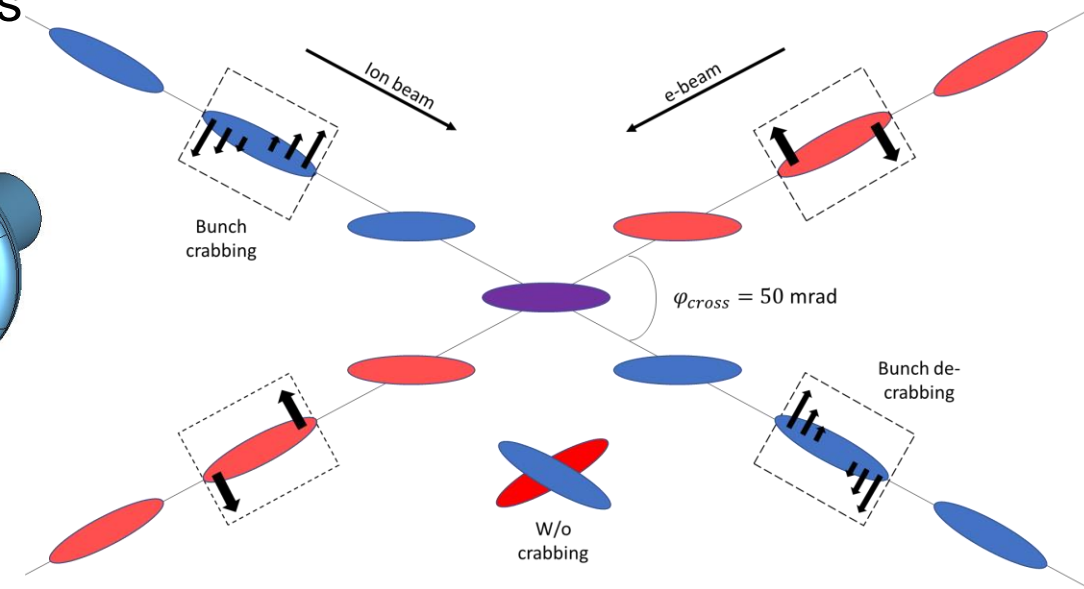 s
Ion beam
e-beam
Bunch
crabbing
φcross = 50 mrad
Bunch de-
crabbing
W/o
crabbing